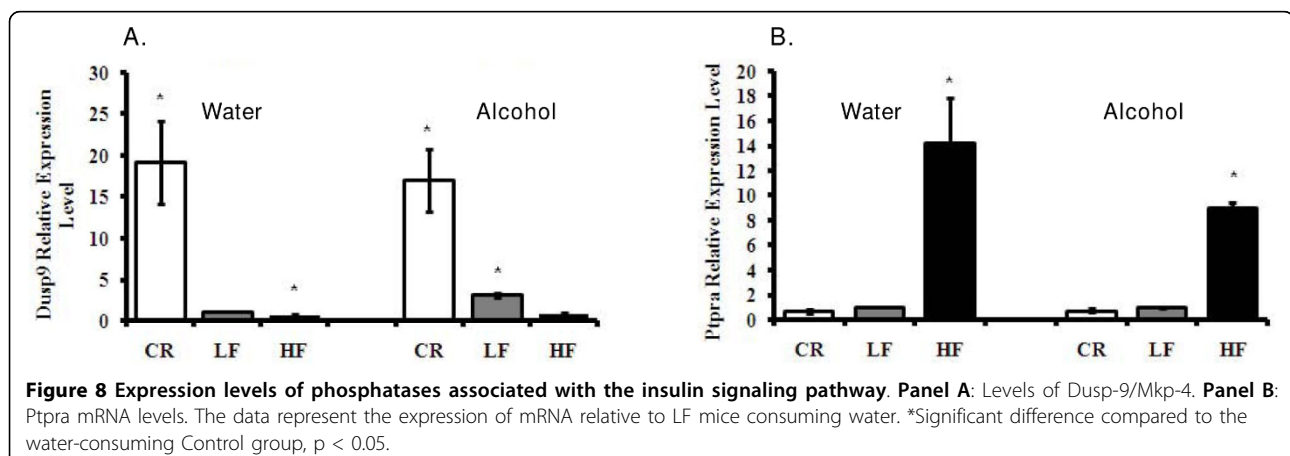 A.
Dusp9 Relative Expression
Level
30
25
20
15
10
5
0
Water
Alcohol
*
*
*
*
CR LF HF CR LF HF
B.
Ptpra Relative Expression Level
20
18
16
14
12
10
8
6
4
2
0
Water
Alcohol
*
*
CR LF HF CR LF HF
Figure 8 Expression levels of phosphatases associated with the insulin signaling pathway. Panel A: Levels of Dusp-9/Mkp-4. Panel B:
Ptpra mRNA levels. The data represent the expression of mRNA relative to LF mice consuming water. *Significant difference compared to the
water-consuming Control group, p < 0.05.